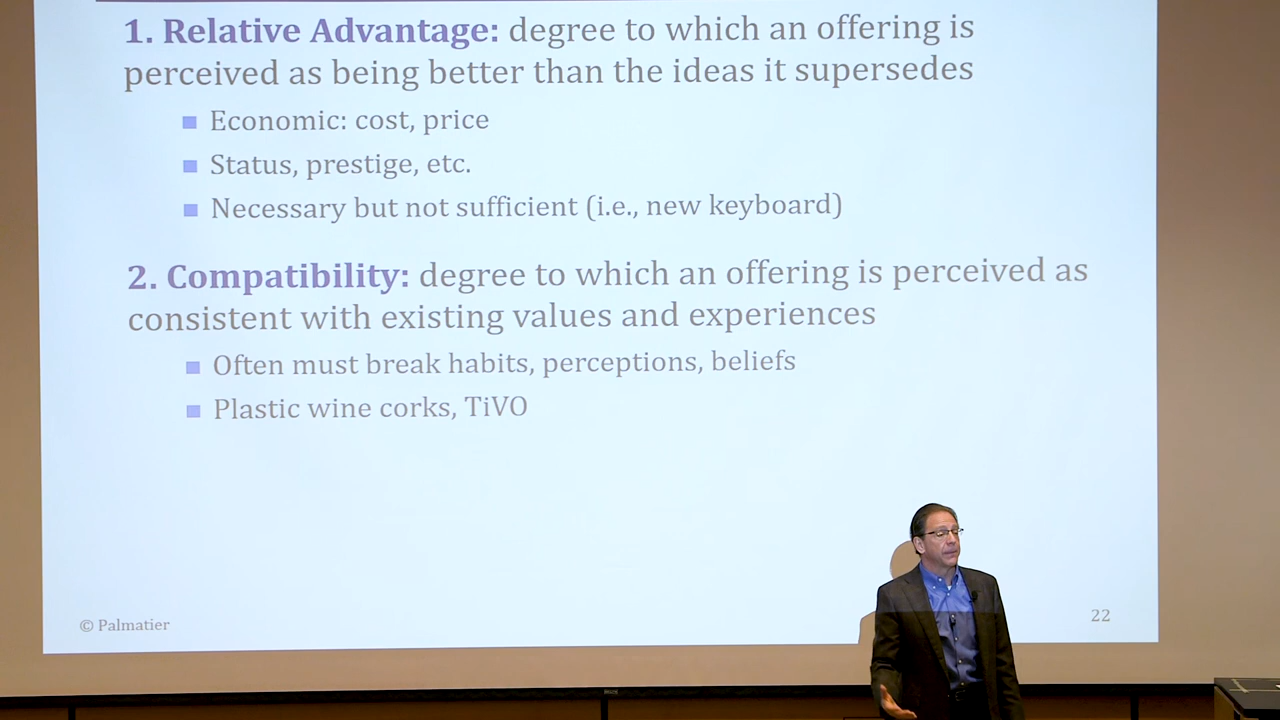 1. Relative Advantage: degree to which an offering is
perceived as being better than the ideas it supersedes
Economic: cost, price
Status, prestige, etc.
Necessary but not sufficient (i.e., new keyboard)
2. Compatibility: degree to which an offering is perceived as
consistent with existing values and experiences
Often must break habits, perceptions, beliefs
Plastic wine corks, TiVO
© Palmatier
22